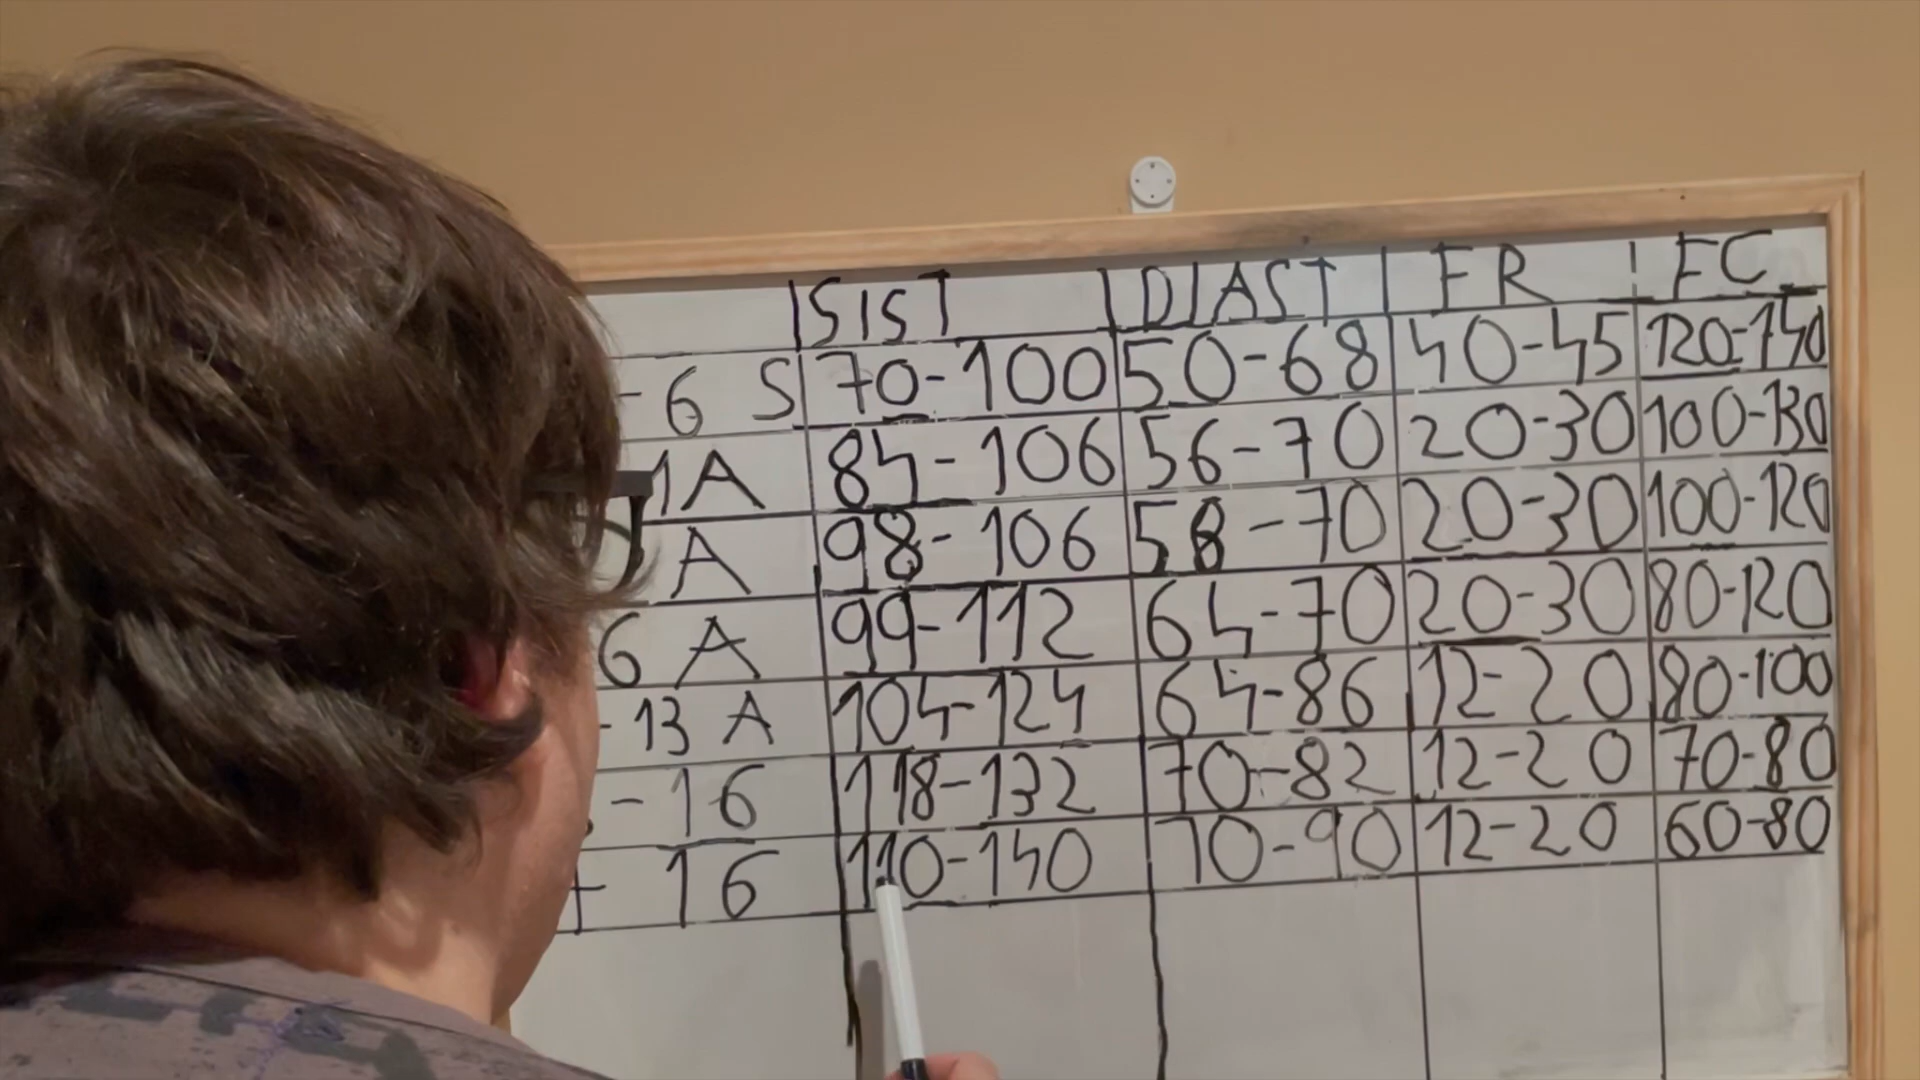 SIST DIAST FR FC
-6 S 70-100 50-68 40-45 120-140
1A 84-106 56-70 20-30 100-130
A 98-106 58-70 20-30 100-120
6 A 99-112 64-70 20-30 80-120
-13 A 104-124 64-86 12-20 80-100
-16 118-132 70-82 12-20 70-80
+ 16 110-140 70-90 12-20 60-80